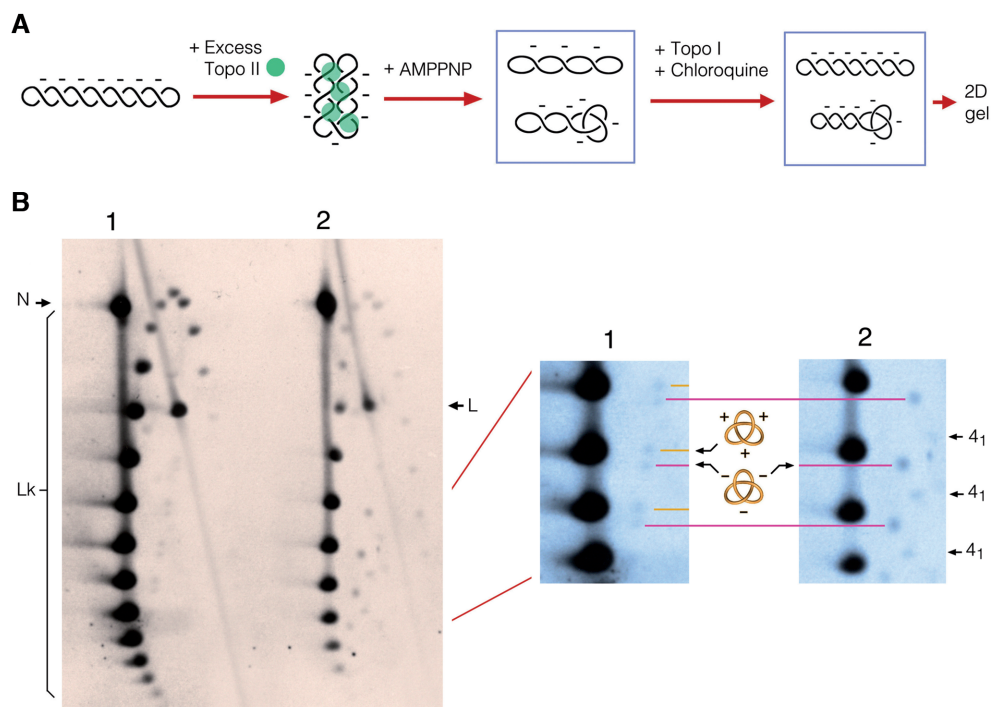 A
+ Excess
Topo II
+ AMPPNP
+ Topo I
+ Chloroquine
2D
gel
B
1
2
N
Lk
L
1
2
+
+
+
-
-
-
4₁
4₁
4₁